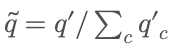 q̃ = q′/∑_c q′_c